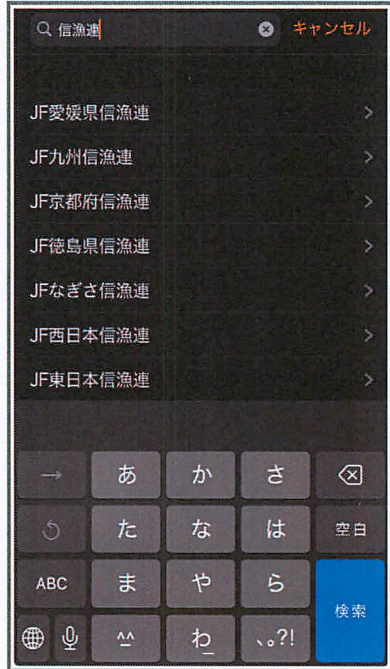 信漁連 キャンセル
JF愛媛県信漁連
JF九州信漁連
JF京都府信漁連
JF徳島県信漁連
JFなぎさ信漁連
JF西日本信漁連
JF東日本信漁連
→ あ か さ
た な は 空白
ABC ま や ら
検索
^^ わ_ 、。?!